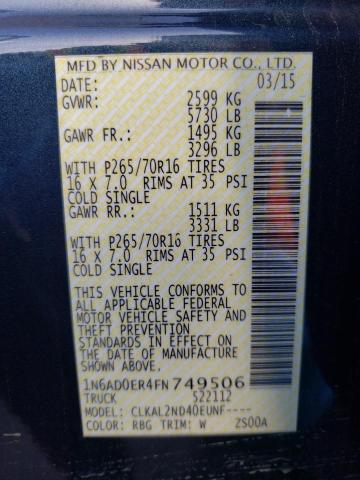 MFD BY NISSAN MOTOR CO., LTD.
DATE: 03/15
GVWR: 2599 KG
5730 LB
GAWR FR.: 1495 KG
3296 LB
WITH P265/70R16 TIRES
16 X 7.0 RIMS AT 35 PSI
COLD SINGLE
GAWR RR.: 1511 KG
3331 LB
WITH P265/70R16 TIRES
16 X 7.0 RIMS AT 35 PSI
COLD SINGLE
THIS VEHICLE CONFORMS TO
ALL APPLICABLE FEDERAL
MOTOR VEHICLE SAFETY AND
THEFT PREVENTION
STANDARDS IN EFFECT ON
THE DATE OF MANUFACTURE
SHOWN ABOVE.
1N6AD0ER4FN749506
TRUCK 522112
MODEL: CLKAL2ND40EUNF----
COLOR: RBG TRIM: W ZS00A